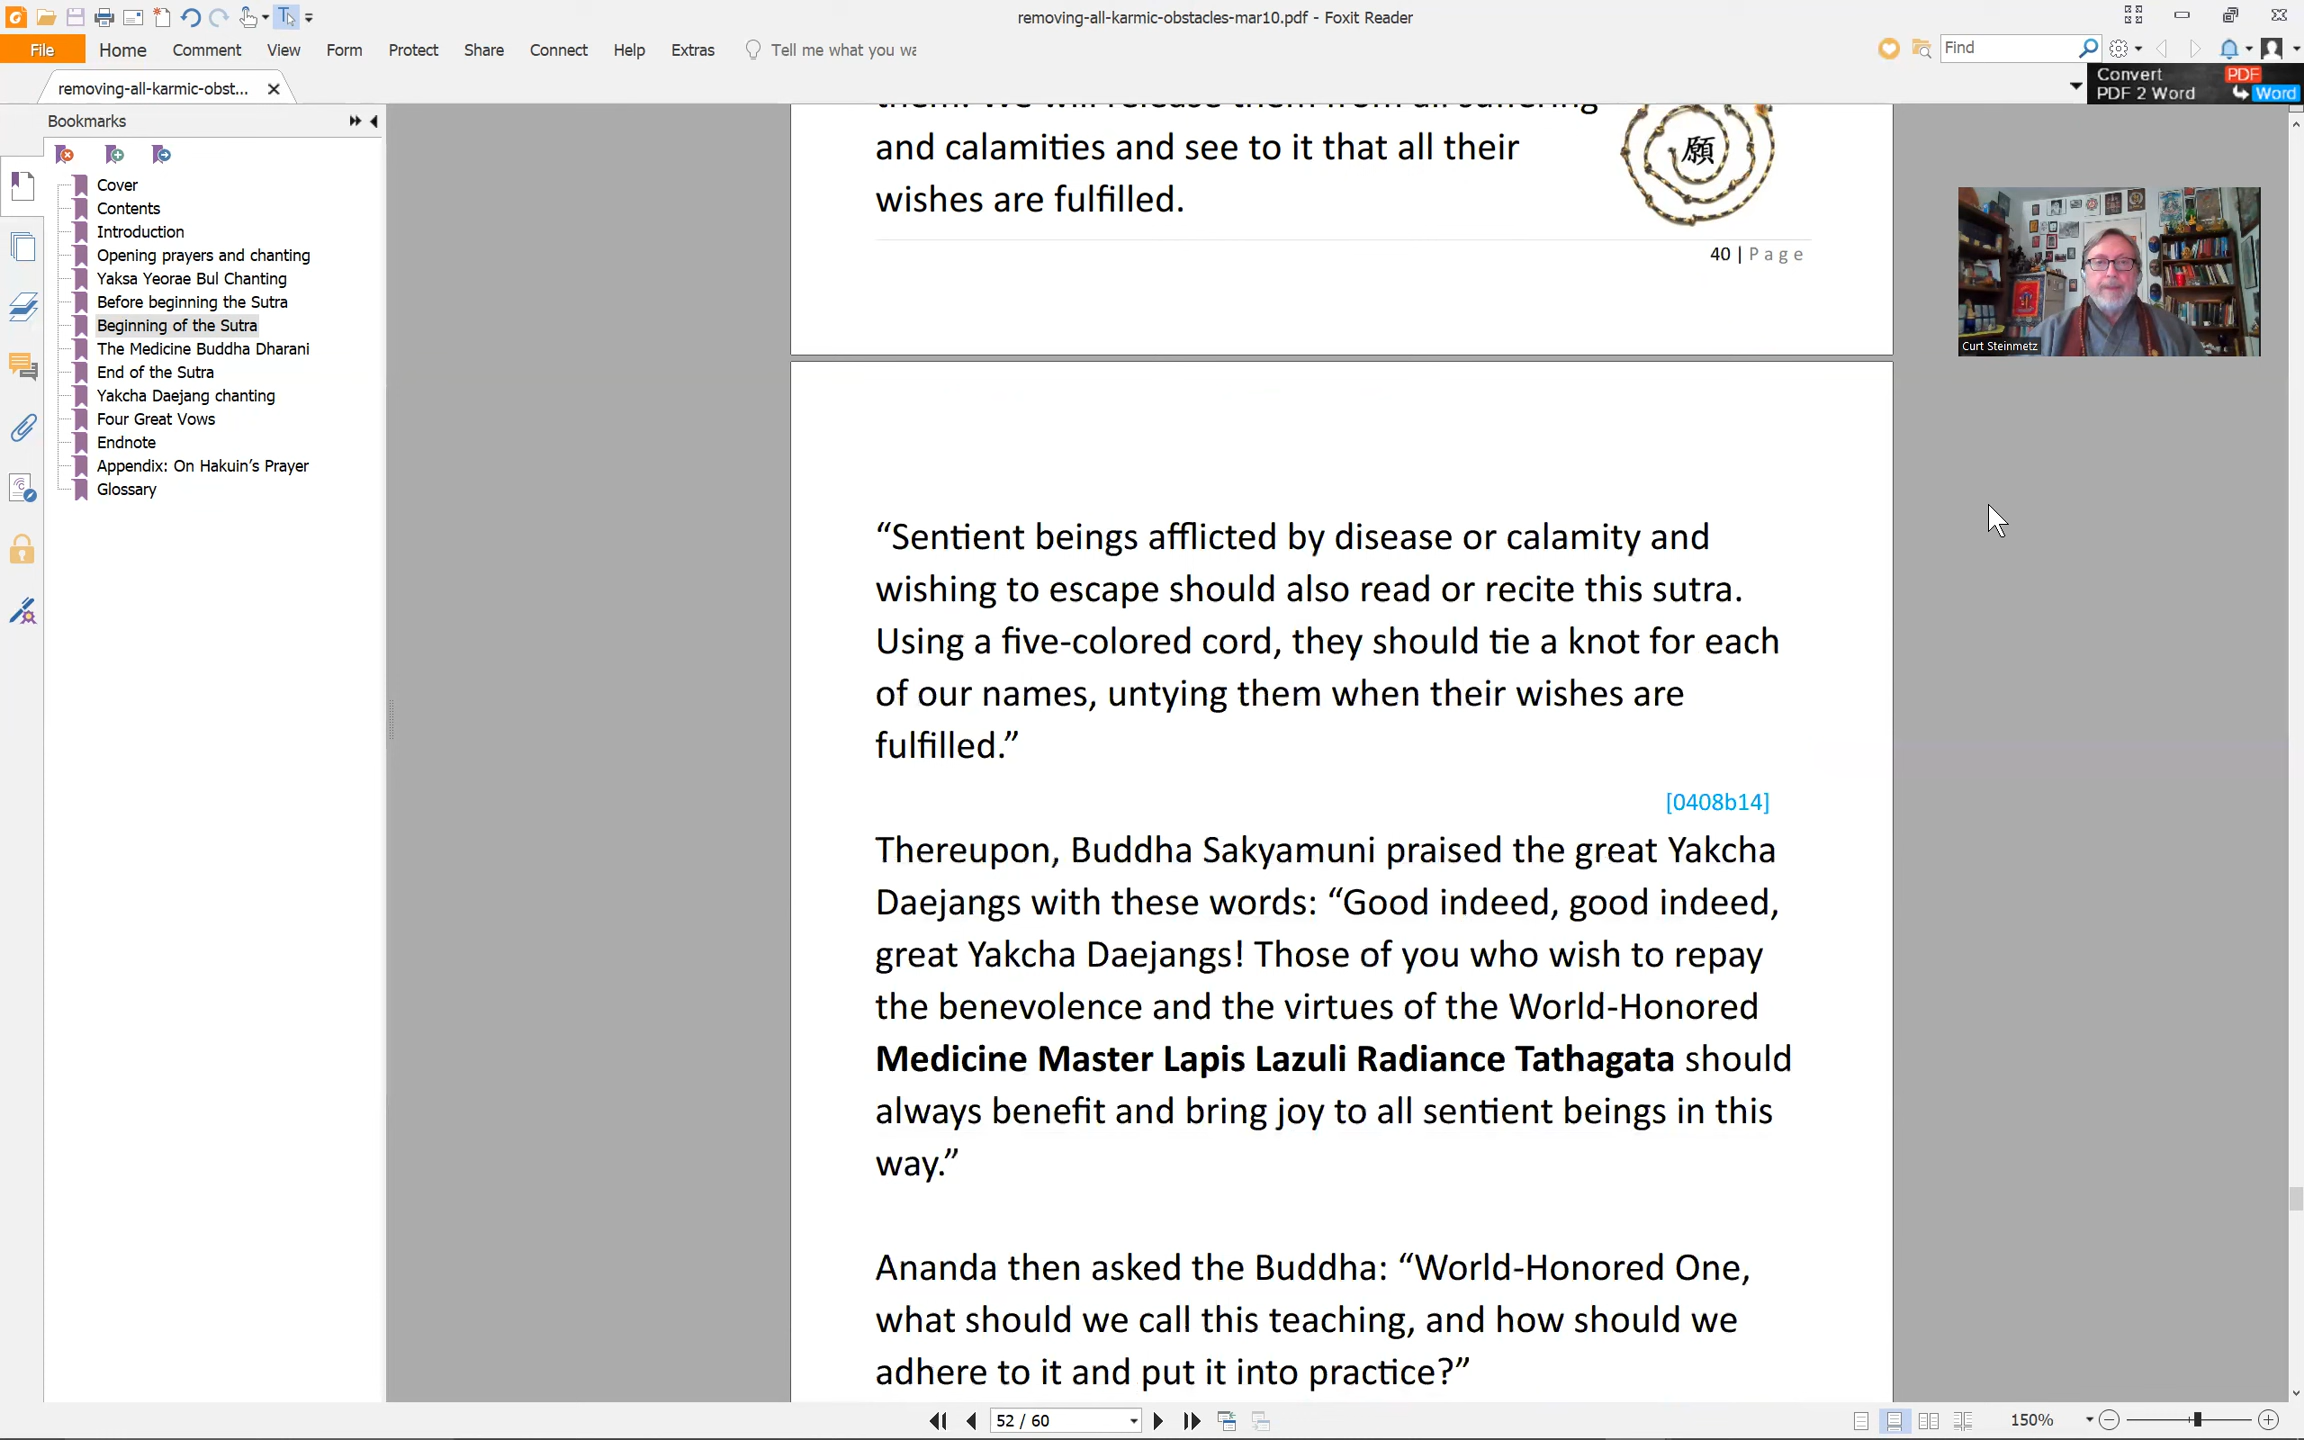 removing-all-karmic-obstacles-mar10.pdf - Foxit Reader
File Home Comment View Form Protect Share Connect Help Extras Tell me what you wa
Find
removing-all-karmic-obst...
Convert PDF
PDF 2 Word Word
Bookmarks
Cover
Contents
Introduction
Opening prayers and chanting
Yaksa Yeorae Bul Chanting
Before beginning the Sutra
Beginning of the Sutra
The Medicine Buddha Dharani
End of the Sutra
Yakcha Daejang chanting
Four Great Vows
Endnote
Appendix: On Hakuin’s Prayer
Glossary
them. We will release them from all suffering
and calamities and see to it that all their
wishes are fulfilled.
願
40 | Page
Curt Steinmetz
“Sentient beings afflicted by disease or calamity and
wishing to escape should also read or recite this sutra.
Using a five-colored cord, they should tie a knot for each
of our names, untying them when their wishes are
fulfilled.”
[0408b14]
Thereupon, Buddha Sakyamuni praised the great Yakcha
Daejangs with these words: “Good indeed, good indeed,
great Yakcha Daejangs! Those of you who wish to repay
the benevolence and the virtues of the World-Honored
Medicine Master Lapis Lazuli Radiance Tathagata should
always benefit and bring joy to all sentient beings in this
way.”
Ananda then asked the Buddha: “World-Honored One,
what should we call this teaching, and how should we
adhere to it and put it into practice?”
52 / 60
150%